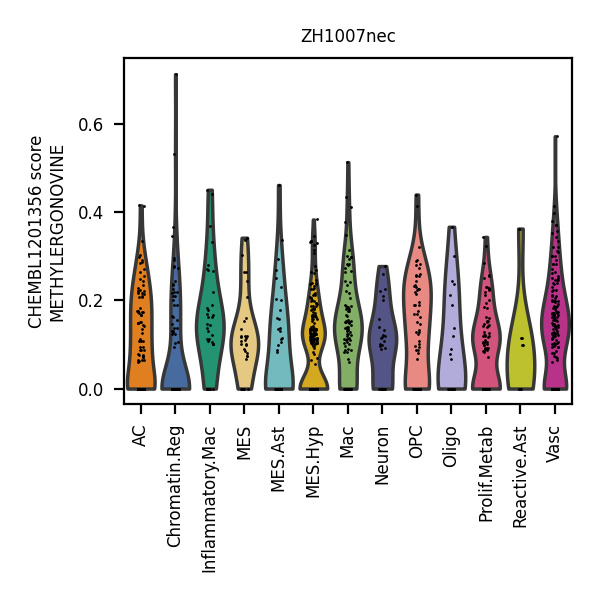 ZH1007nec
CHEMBL1201356 score
METHYLERGONOVINE
0.6
0.4
0.2
0.0
AC
Chromatin.Reg
Inflammatory.Mac
MES
MES.Ast
MES.Hyp
Mac
Neuron
OPC
Oligo
Prolif.Metab
Reactive.Ast
Vasc